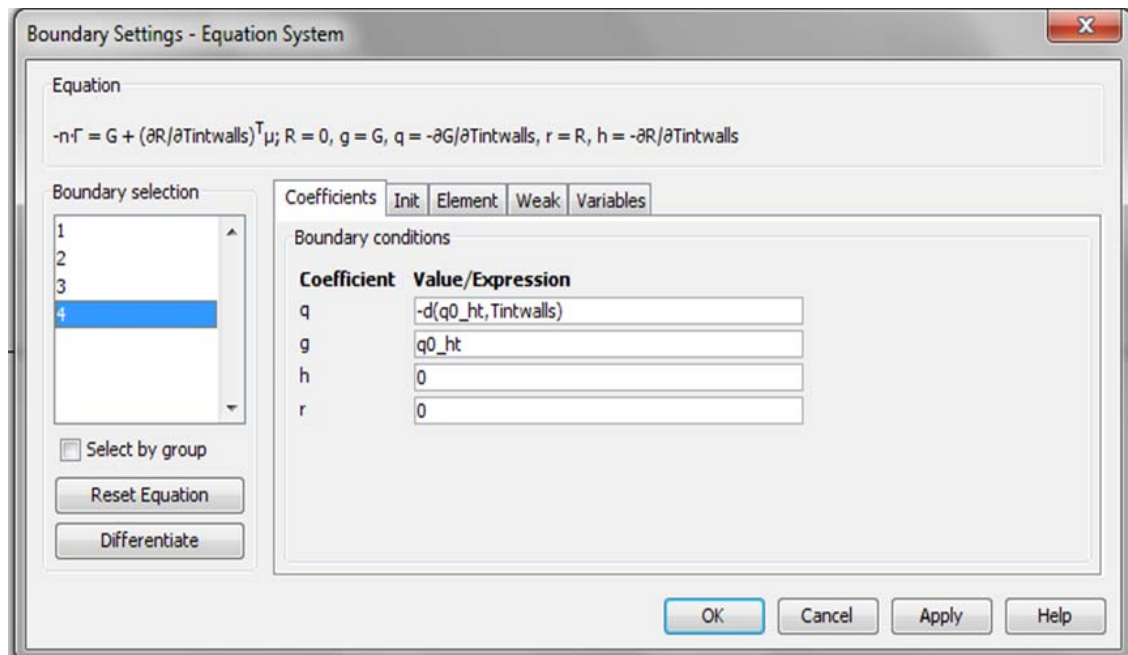 Boundary Settings - Equation System
X
Equation
-n·Γ = G + (∂R/∂Tintwalls)ᵀμ; R = 0, g = G, q = -∂G/∂Tintwalls, r = R, h = -∂R/∂Tintwalls
Boundary selection
1
2
3
4
Select by group
Reset Equation
Differentiate
Coefficients Init Element Weak Variables
Boundary conditions
Coefficient Value/Expression
q -d(q0_ht,Tintwalls)
g q0_ht
h 0
r 0
OK Cancel Apply Help